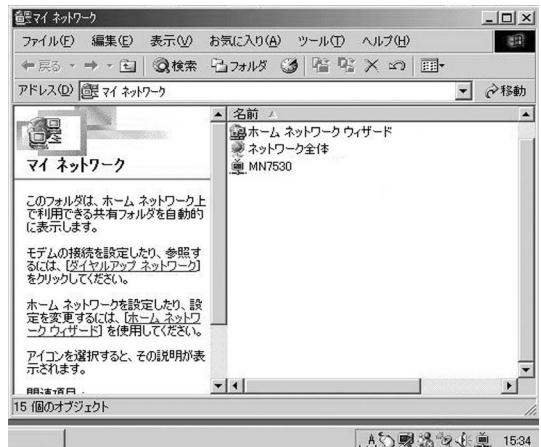 マイ ネットワーク
ファイル(F) 編集(E) 表示(V) お気に入り(A) ツール(T) ヘルプ(H)
戻る 検索 フォルダ
アドレス(D) マイ ネットワーク 移動
マイ ネットワーク
このフォルダは、ホーム ネットワーク上
で利用できる共有フォルダを自動的
に表示します。
モデムの接続を設定したり、参照す
るには、[ダイヤルアップ ネットワーク]
をクリックしてください。
ホーム ネットワークを設定したり、設
定を変更するには、[ホーム ネットワ
ーク ウィザード] を使用してください。
アイコンを選択すると、その説明が表
示されます。
関連項目:
名前
ホーム ネットワーク ウィザード
ネットワーク全体
MN7530
15 個のオブジェクト
A 15:34